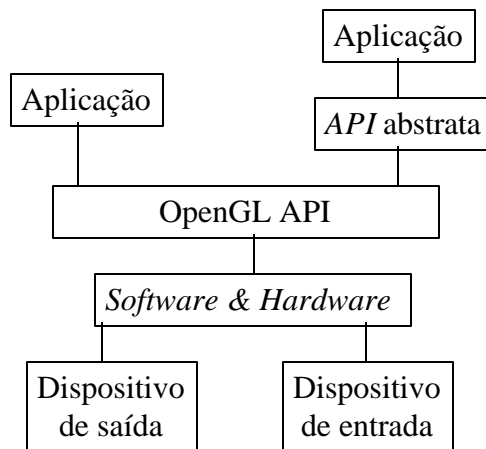 Aplicação
Aplicação
API abstrata
OpenGL API
Software & Hardware
Dispositivo
de saída
Dispositivo
de entrada